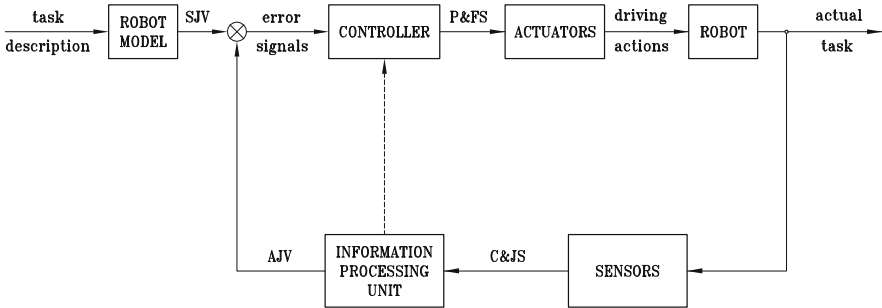 task
description
ROBOT
MODEL
SJV
error
signals
CONTROLLER
P&FS
ACTUATORS
driving
actions
ROBOT
actual
task
AJV
INFORMATION
PROCESSING
UNIT
C&JS
SENSORS